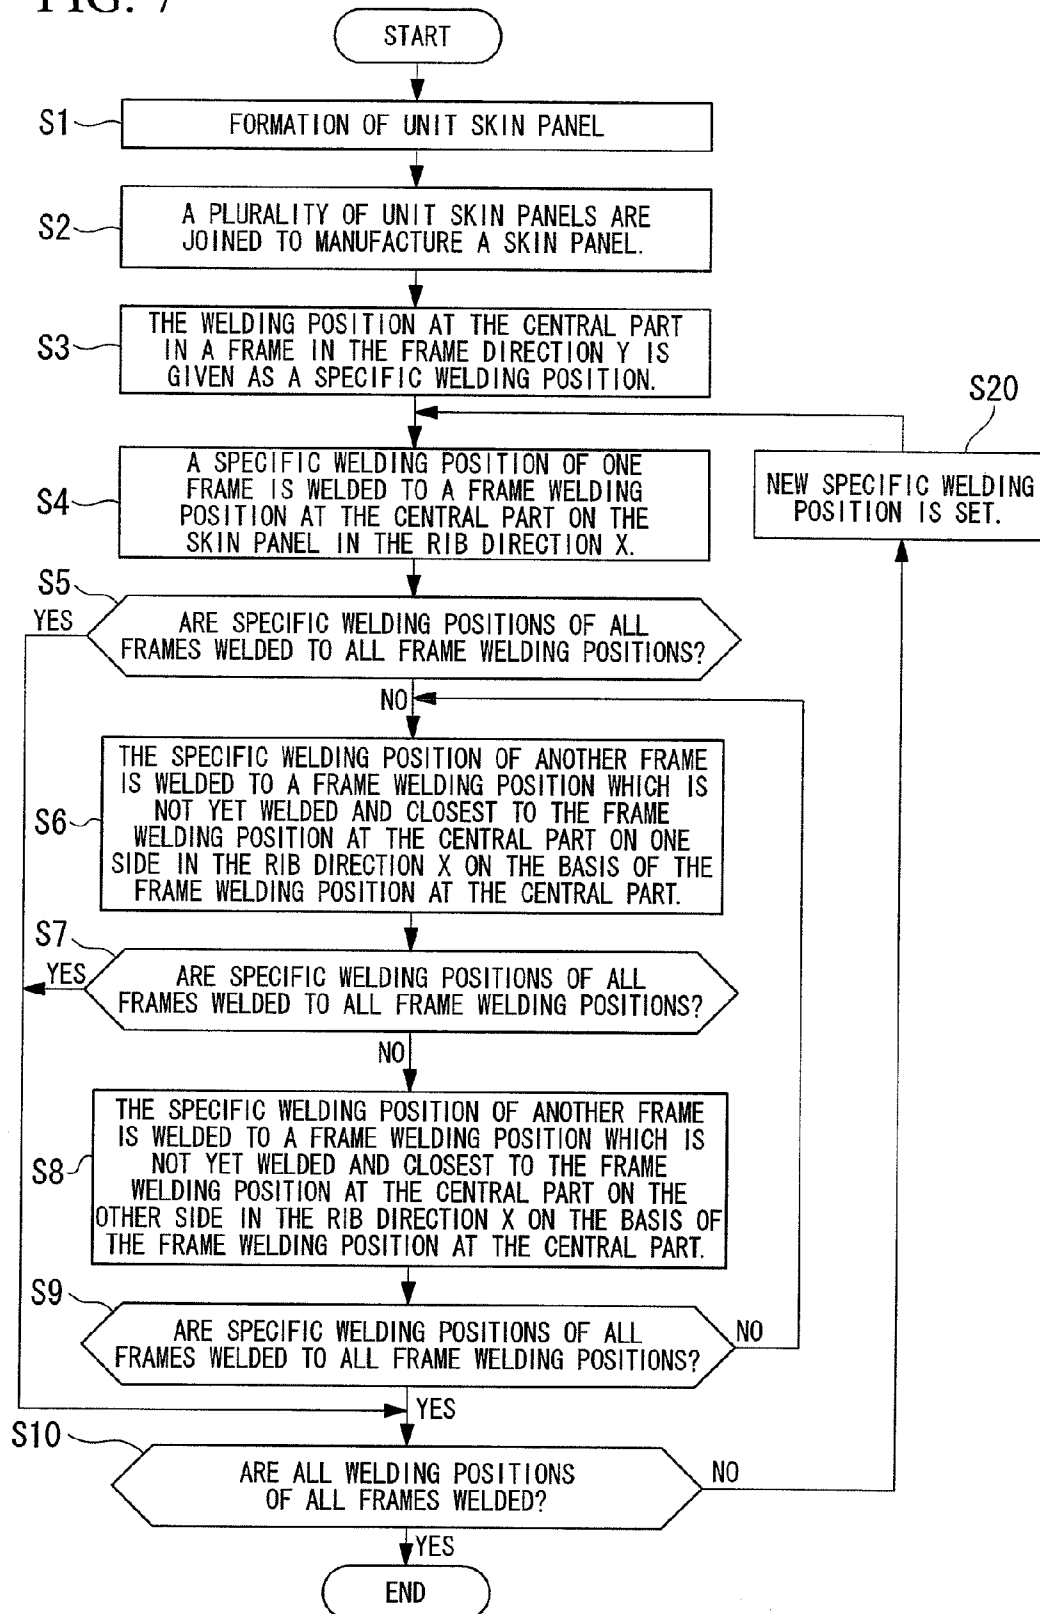 FIG. 7
START
S1
FORMATION OF UNIT SKIN PANEL
S2
A PLURALITY OF UNIT SKIN PANELS ARE
JOINED TO MANUFACTURE A SKIN PANEL.
S3
THE WELDING POSITION AT THE CENTRAL PART
IN A FRAME IN THE FRAME DIRECTION Y IS
GIVEN AS A SPECIFIC WELDING POSITION.
S20
NEW SPECIFIC WELDING
POSITION IS SET.
S4
A SPECIFIC WELDING POSITION OF ONE
FRAME IS WELDED TO A FRAME WELDING
POSITION AT THE CENTRAL PART ON THE
SKIN PANEL IN THE RIB DIRECTION X.
S5
YES
ARE SPECIFIC WELDING POSITIONS OF ALL
FRAMES WELDED TO ALL FRAME WELDING POSITIONS?
NO
S6
THE SPECIFIC WELDING POSITION OF ANOTHER FRAME
IS WELDED TO A FRAME WELDING POSITION WHICH IS
NOT YET WELDED AND CLOSEST TO THE FRAME
WELDING POSITION AT THE CENTRAL PART ON ONE
SIDE IN THE RIB DIRECTION X ON THE BASIS OF THE
FRAME WELDING POSITION AT THE CENTRAL PART.
S7
YES
ARE SPECIFIC WELDING POSITIONS OF ALL
FRAMES WELDED TO ALL FRAME WELDING POSITIONS?
NO
S8
THE SPECIFIC WELDING POSITION OF ANOTHER FRAME
IS WELDED TO A FRAME WELDING POSITION WHICH IS
NOT YET WELDED AND CLOSEST TO THE FRAME
WELDING POSITION AT THE CENTRAL PART ON THE
OTHER SIDE IN THE RIB DIRECTION X ON THE BASIS OF
THE FRAME WELDING POSITION AT THE CENTRAL PART.
S9
ARE SPECIFIC WELDING POSITIONS OF ALL
FRAMES WELDED TO ALL FRAME WELDING POSITIONS?
NO
YES
S10
ARE ALL WELDING POSITIONS
OF ALL FRAMES WELDED?
NO
YES
END